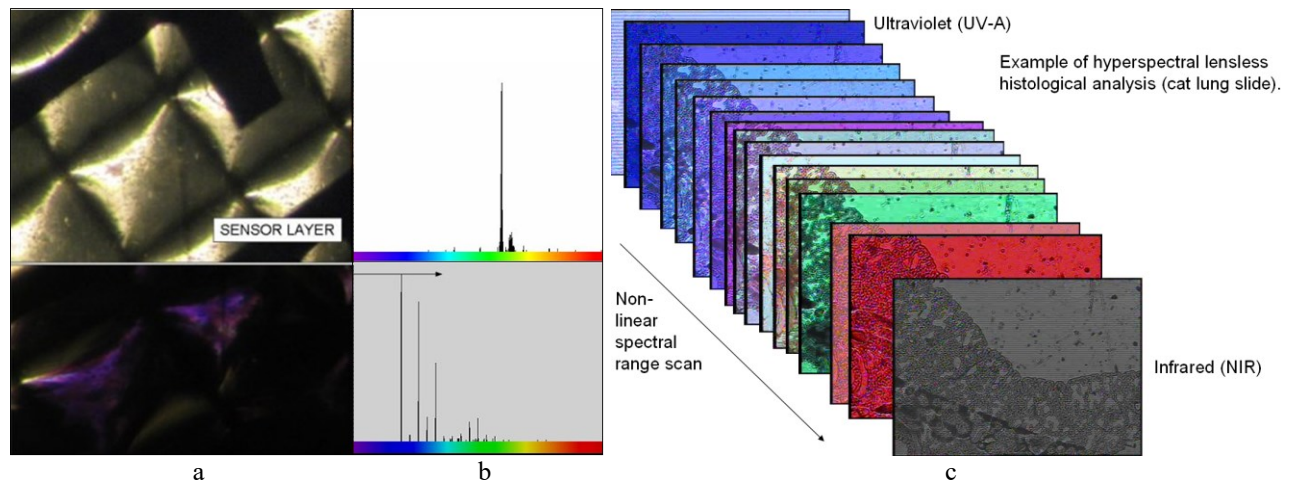 SENSOR LAYER
Ultraviolet (UV-A)
Example of hyperspectral lensless
histological analysis (cat lung slide).
Non-
linear
spectral
range scan
Infrared (NIR)
a
b
c